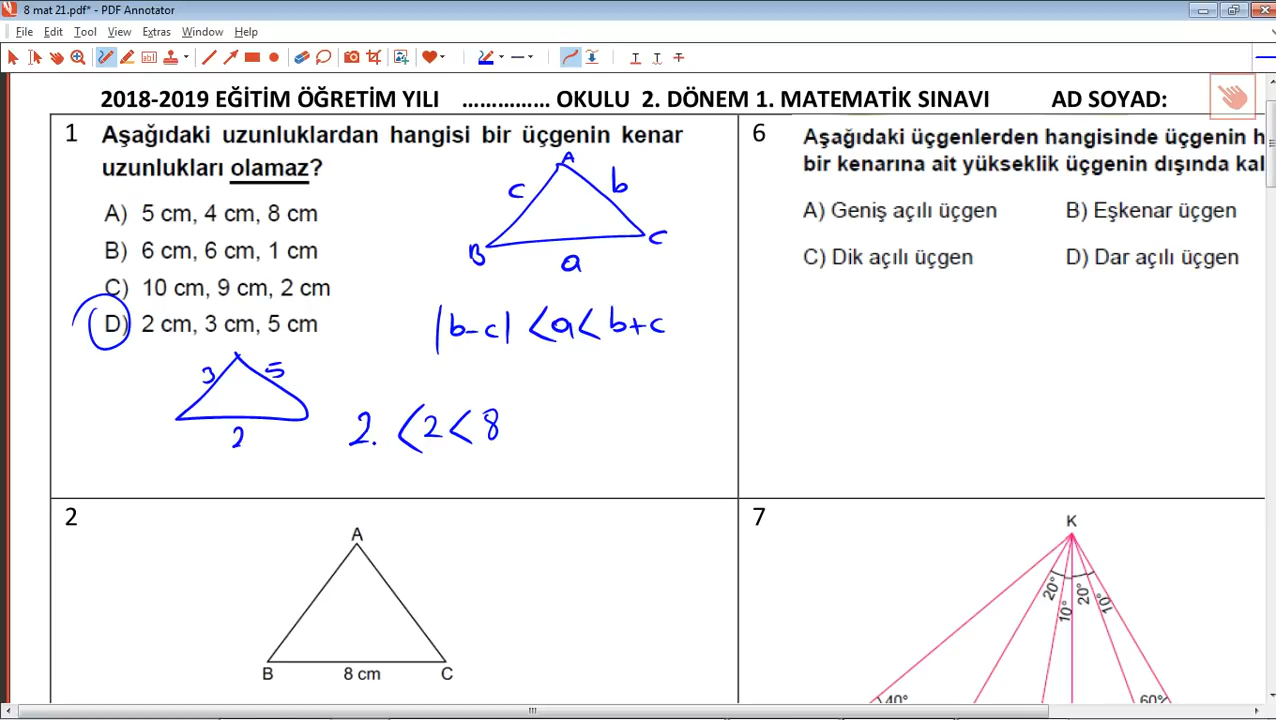 8 mat 21.pdf* - PDF Annotator
File Edit Tool View Extras Window Help
2018-2019 EĞİTİM ÖĞRETİM YILI …………… OKULU 2. DÖNEM 1. MATEMATİK SINAVI AD SOYAD:
1
Aşağıdaki uzunluklardan hangisi bir üçgenin kenar
uzunlukları olamaz?
A) 5 cm, 4 cm, 8 cm
B) 6 cm, 6 cm, 1 cm
C) 10 cm, 9 cm, 2 cm
D) 2 cm, 3 cm, 5 cm
A
c b
B C
a
|b-c| <a< b+c
3 5
2
2. <2<8
2
A
B 8 cm C
6
Aşağıdaki üçgenlerden hangisinde üçgenin h
bir kenarına ait yükseklik üçgenin dışında kal
A) Geniş açılı üçgen B) Eşkenar üçgen
C) Dik açılı üçgen D) Dar açılı üçgen
7
K
20° 10° 20° 10°
40° 60°